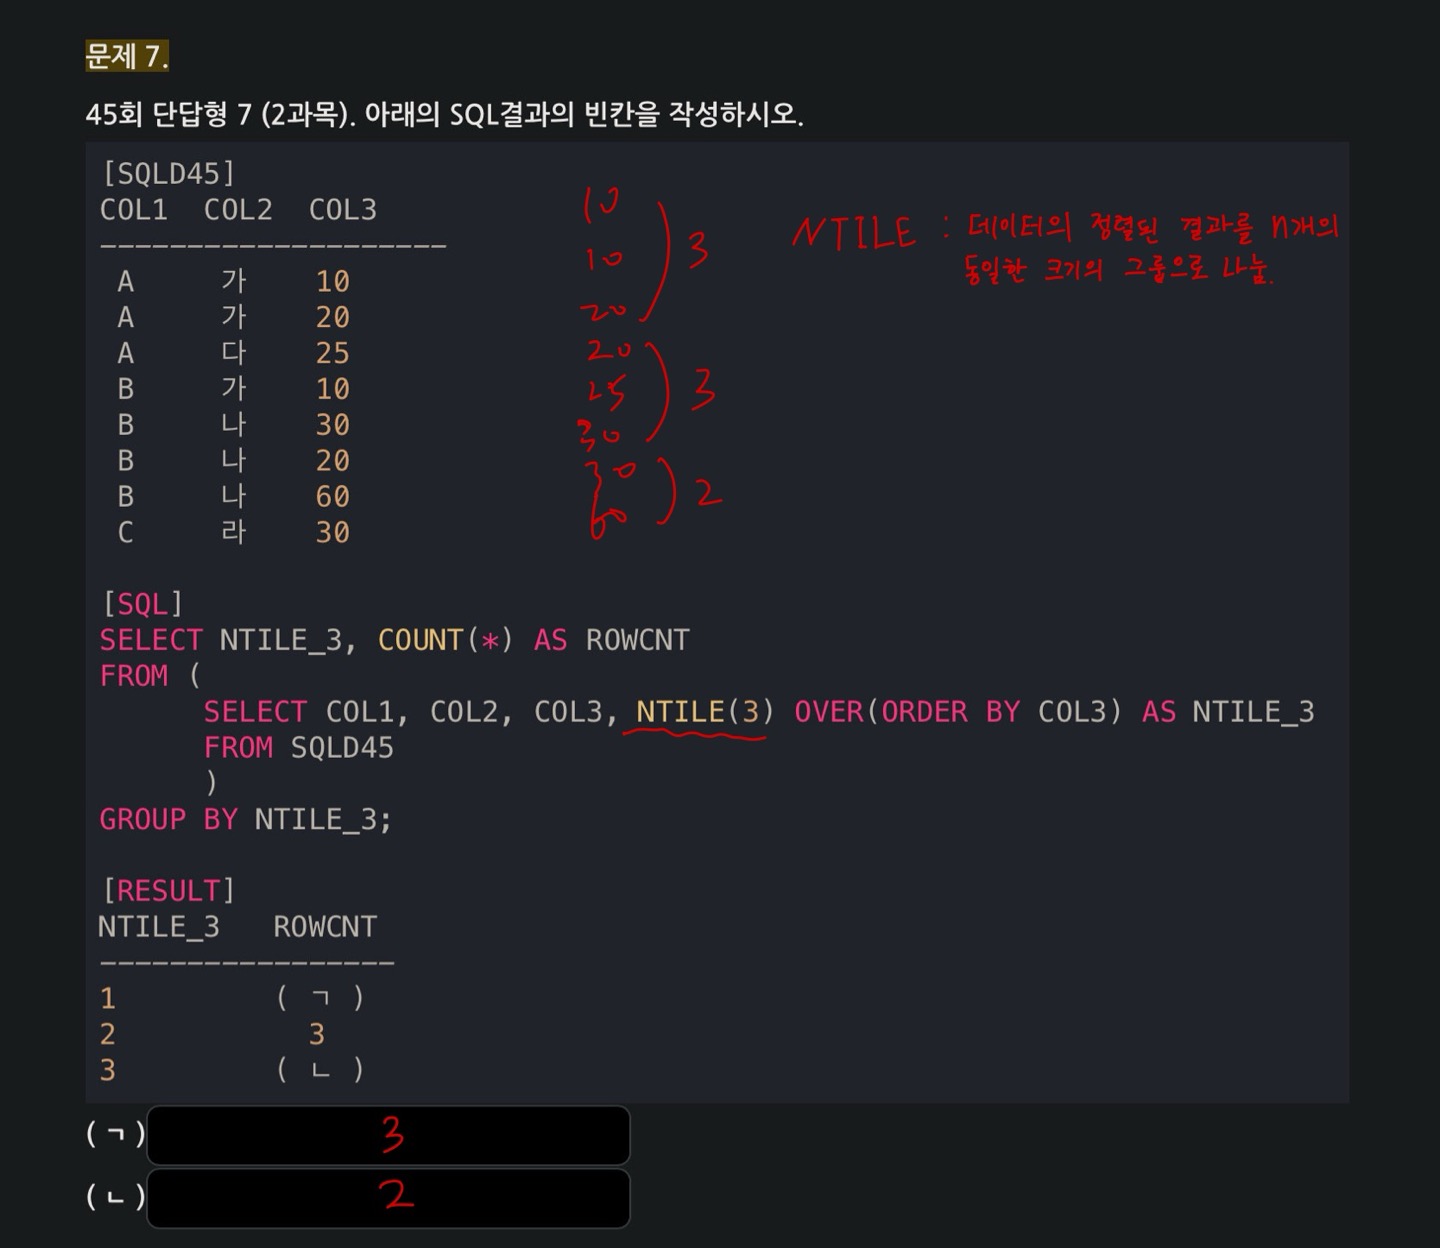 문제 7.
45회 단답형 7 (2과목). 아래의 SQL결과의 빈칸을 작성하시오.
[SQLD45]
COL1 COL2 COL3
--------------------
A 가 10
A 가 20
A 다 25
B 가 10
B 나 30
B 나 20
B 나 60
C 라 30
10
10
20
) 3
20
25
30
) 3
30
60
) 2
NTILE : 데이터의 정렬된 결과를 n개의
동일한 크기의 그룹으로 나눔.
[SQL]
SELECT NTILE_3, COUNT(*) AS ROWCNT
FROM (
SELECT COL1, COL2, COL3, NTILE(3) OVER(ORDER BY COL3) AS NTILE_3
FROM SQLD45
)
GROUP BY NTILE_3;
[RESULT]
NTILE_3 ROWCNT
-----------------
1 ( ㄱ )
2 3
3 ( ㄴ )
(ㄱ) 3
(ㄴ) 2